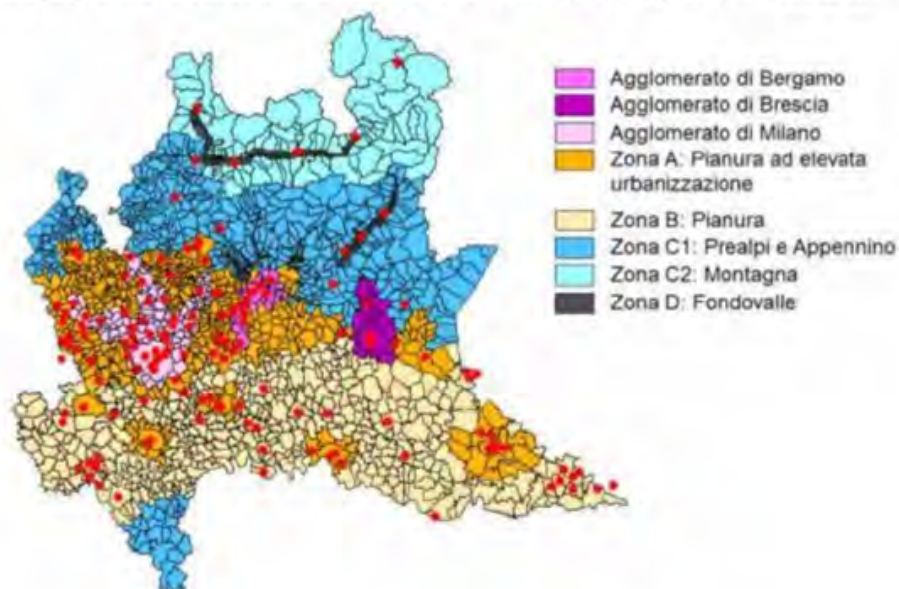 Agglomerato di Bergamo
Agglomerato di Brescia
Agglomerato di Milano
Zona A: Pianura ad elevata
urbanizzazione
Zona B: Pianura
Zona C1: Prealpi e Appennino
Zona C2: Montagna
Zona D: Fondovalle